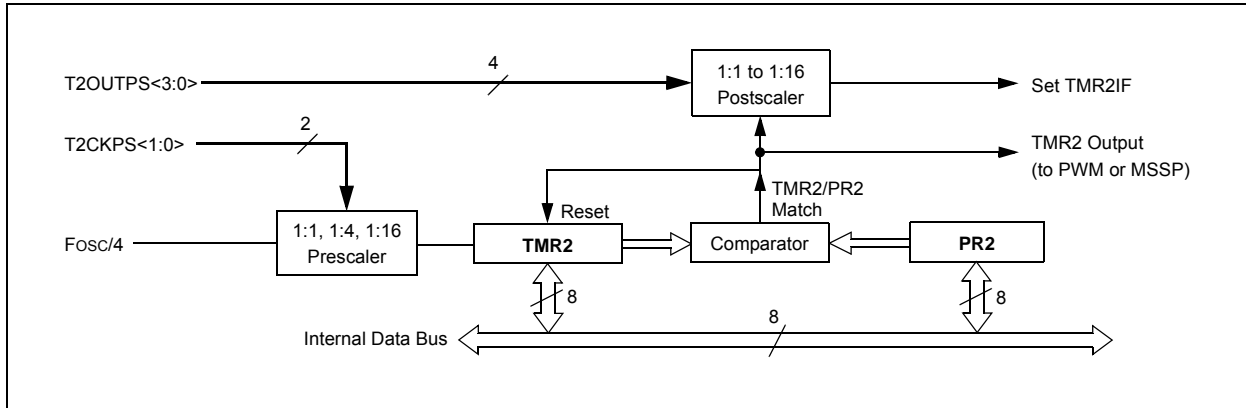 T2OUTPS<3:0>
4
1:1 to 1:16
Postscaler
Set TMR2IF
T2CKPS<1:0>
2
TMR2 Output
(to PWM or MSSP)
TMR2/PR2
Match
Reset
FOSC/4
1:1, 1:4, 1:16
Prescaler
TMR2
Comparator
PR2
8
8
Internal Data Bus
8